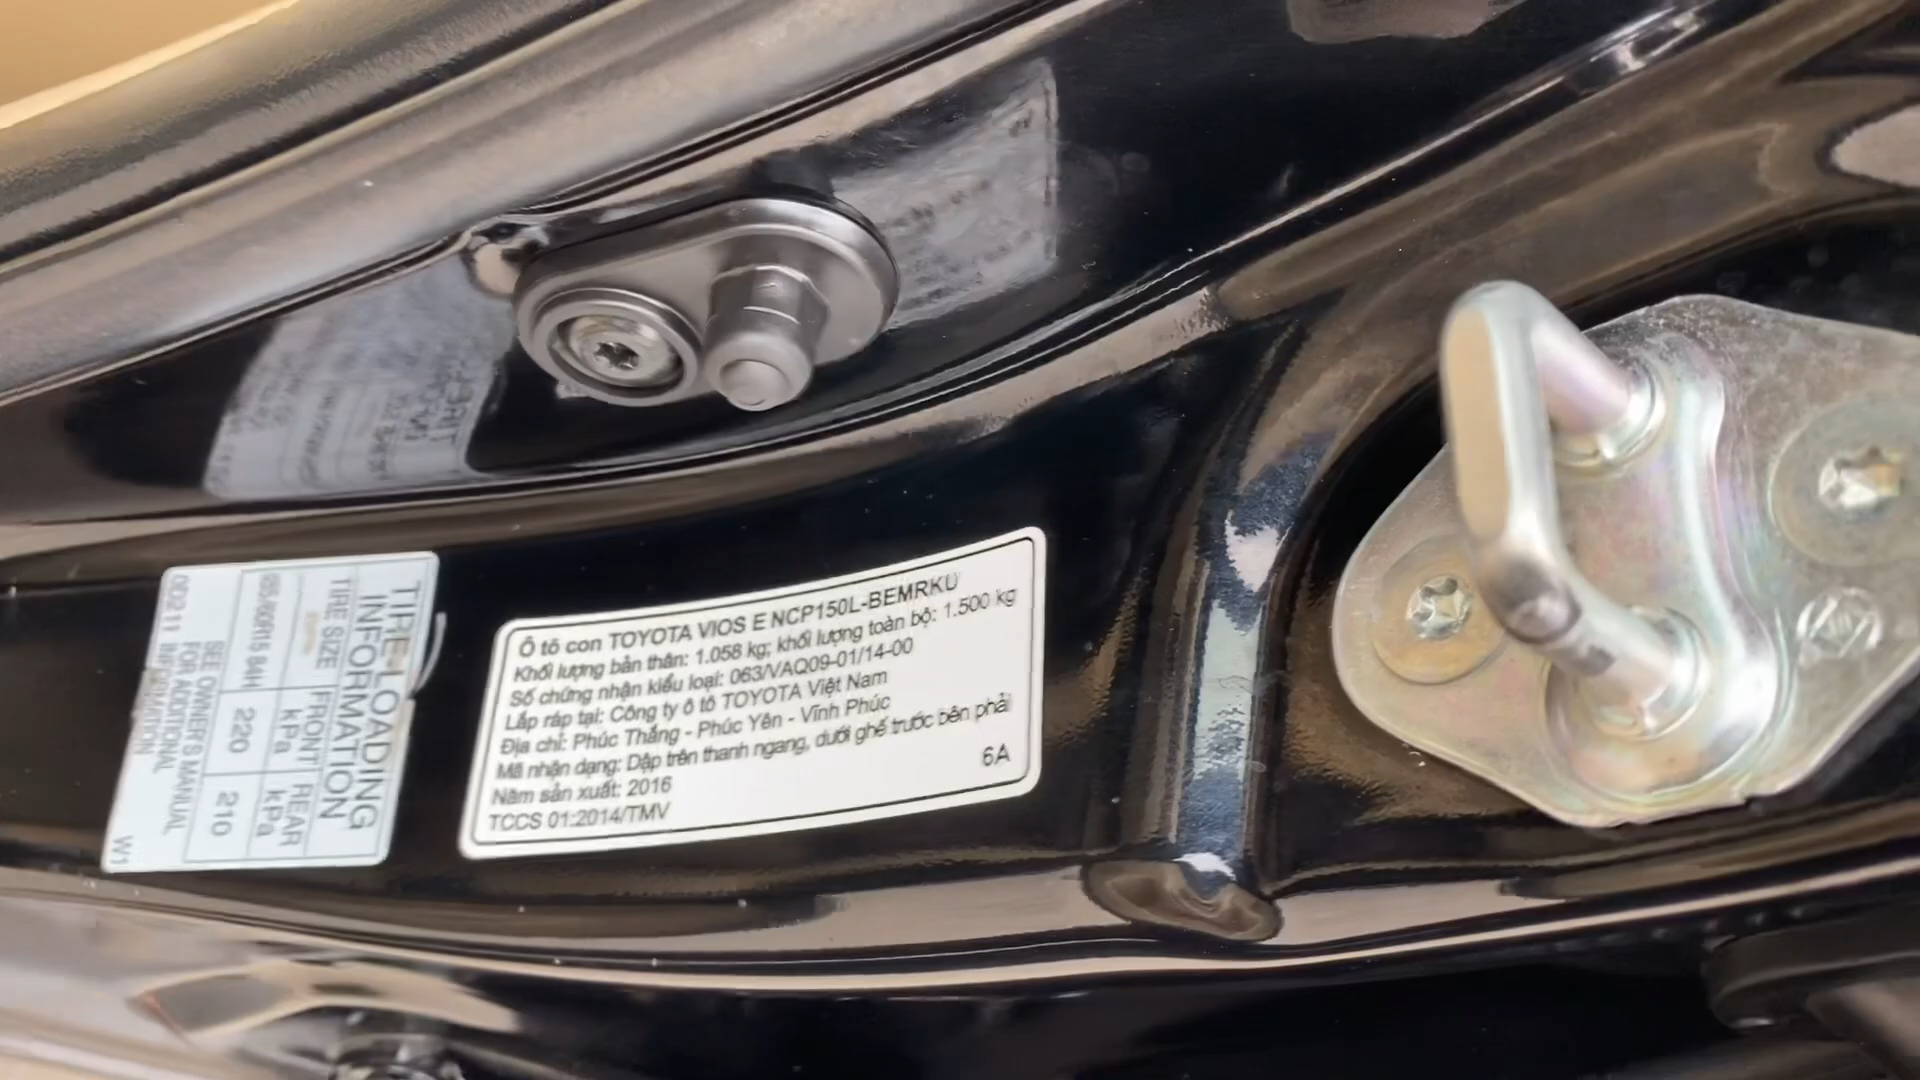 TIRE-LOADING
INFORMATION
TIRE SIZE FRONT REAR
kPa kPa
185/60R15 84H 220 210
SEE OWNER'S MANUAL
FOR ADDITIONAL
INFORMATION
0D211 W1
Ô tô con TOYOTA VIOS E NCP150L-BEMRKU
Khối lượng bản thân: 1.058 kg; khối lượng toàn bộ: 1.500 kg
Số chứng nhận kiểu loại: 063/VAQ09-01/14-00
Lắp ráp tại: Công ty ô tô TOYOTA Việt Nam
Địa chỉ: Phúc Thắng - Phúc Yên - Vĩnh Phúc
Mã nhận dạng: Dập trên thanh ngang, dưới ghế trước bên phải
Năm sản xuất: 2016
TCCS 01:2014/TMV
6A